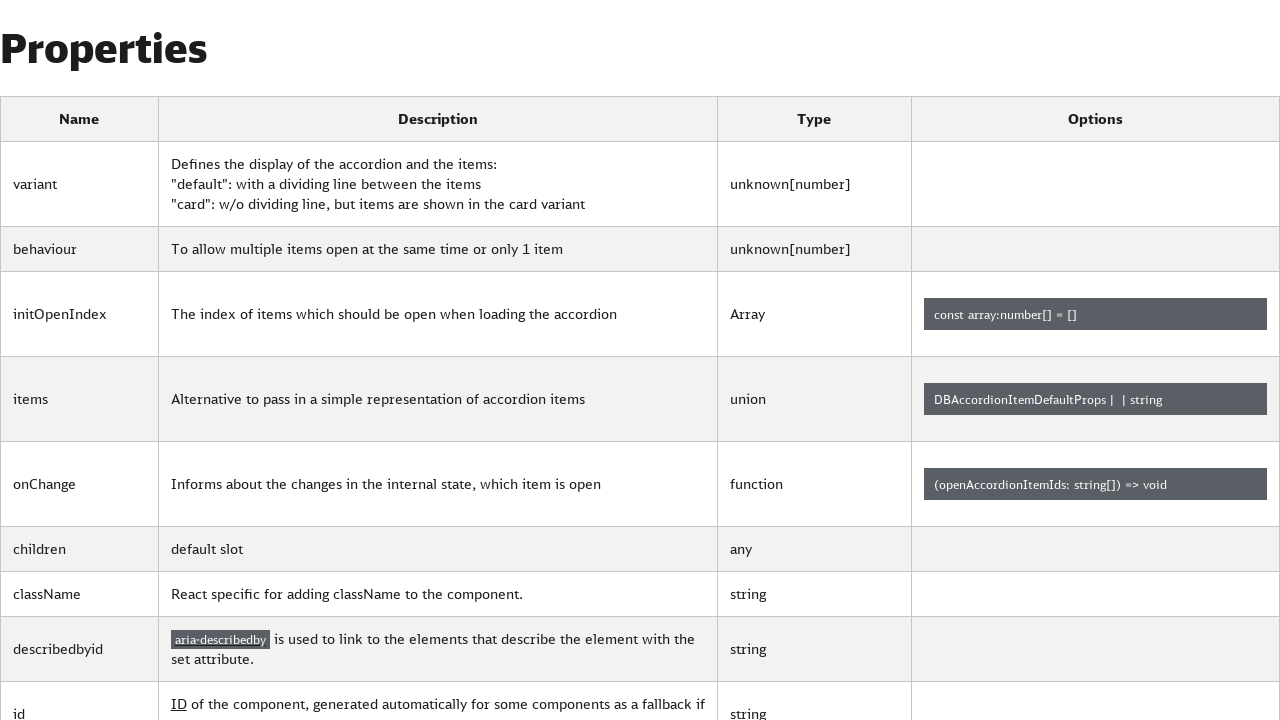 Properties
Name Description Type Options
variant
Defines the display of the accordion and the items:
"default": with a dividing line between the items
"card": w/o dividing line, but items are shown in the card variant
unknown[number]
behaviour To allow multiple items open at the same time or only 1 item unknown[number]
initOpenIndex The index of items which should be open when loading the accordion Array const array:number[] = []
items Alternative to pass in a simple representation of accordion items union DBAccordionItemDefaultProps |  | string
onChange Informs about the changes in the internal state, which item is open function (openAccordionItemIds: string[]) => void
children default slot any
className React specific for adding className to the component. string
describedbyid
aria-describedby is used to link to the elements that describe the element with the
set attribute.
string
id
ID of the component, generated automatically for some components as a fallback if
string